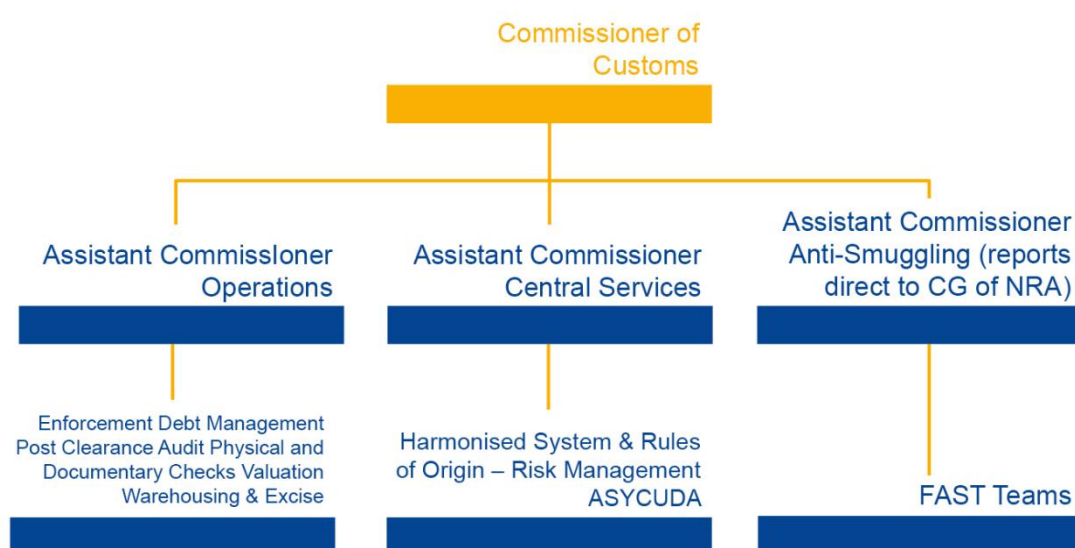 Commissioner of
Customs
Assistant Commissloner
Operations
Assistant Commissioner
Central Services
Assistant Commissioner
Anti-Smuggling (reports
direct to CG of NRA)
Enforcement Debt Management
Post Clearance Audit Physical and
Documentary Checks Valuation
Warehousing & Excise
Harmonised System & Rules
of Origin – Risk Management
ASYCUDA
FAST Teams